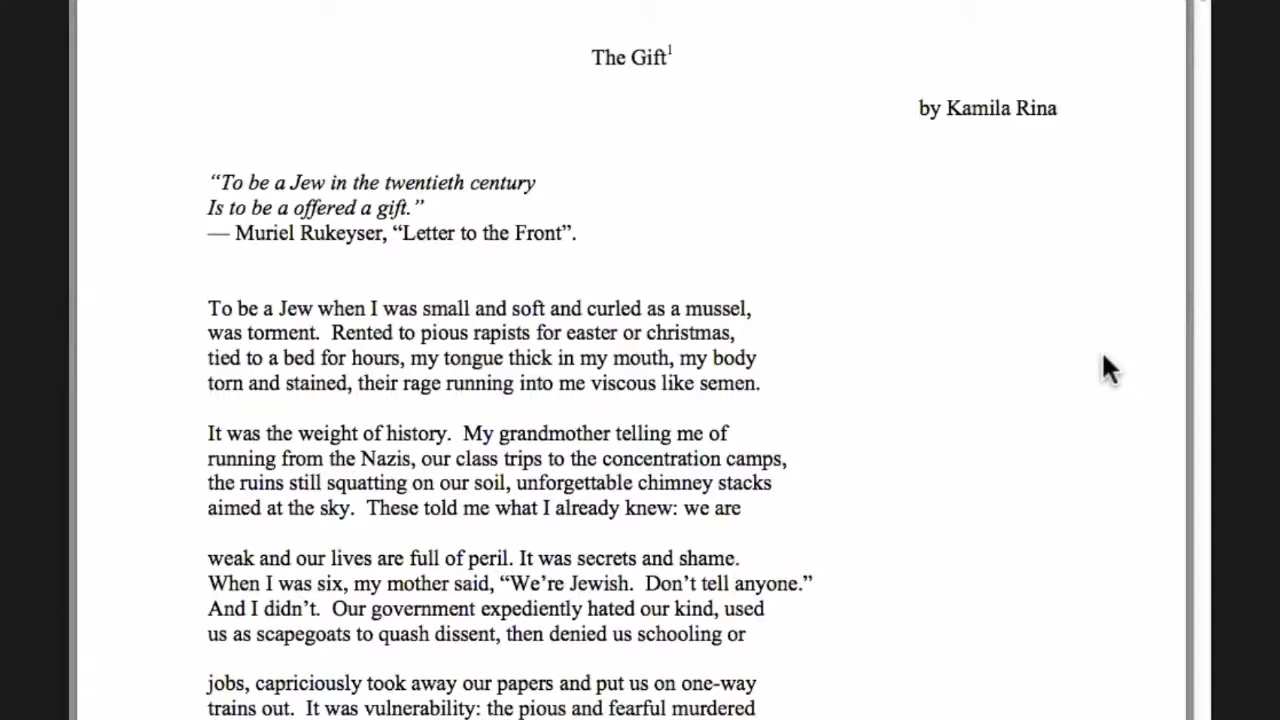 The Gift¹
by Kamila Rina
“To be a Jew in the twentieth century
Is to be a offered a gift.”
— Muriel Rukeyser, “Letter to the Front”.
To be a Jew when I was small and soft and curled as a mussel,
was torment.  Rented to pious rapists for easter or christmas,
tied to a bed for hours, my tongue thick in my mouth, my body
torn and stained, their rage running into me viscous like semen.
It was the weight of history.  My grandmother telling me of
running from the Nazis, our class trips to the concentration camps,
the ruins still squatting on our soil, unforgettable chimney stacks
aimed at the sky.  These told me what I already knew: we are
weak and our lives are full of peril. It was secrets and shame.
When I was six, my mother said, “We’re Jewish.  Don’t tell anyone.”
And I didn’t.  Our government expediently hated our kind, used
us as scapegoats to quash dissent, then denied us schooling or
jobs, capriciously took away our papers and put us on one-way
trains out.  It was vulnerability: the pious and fearful murdered